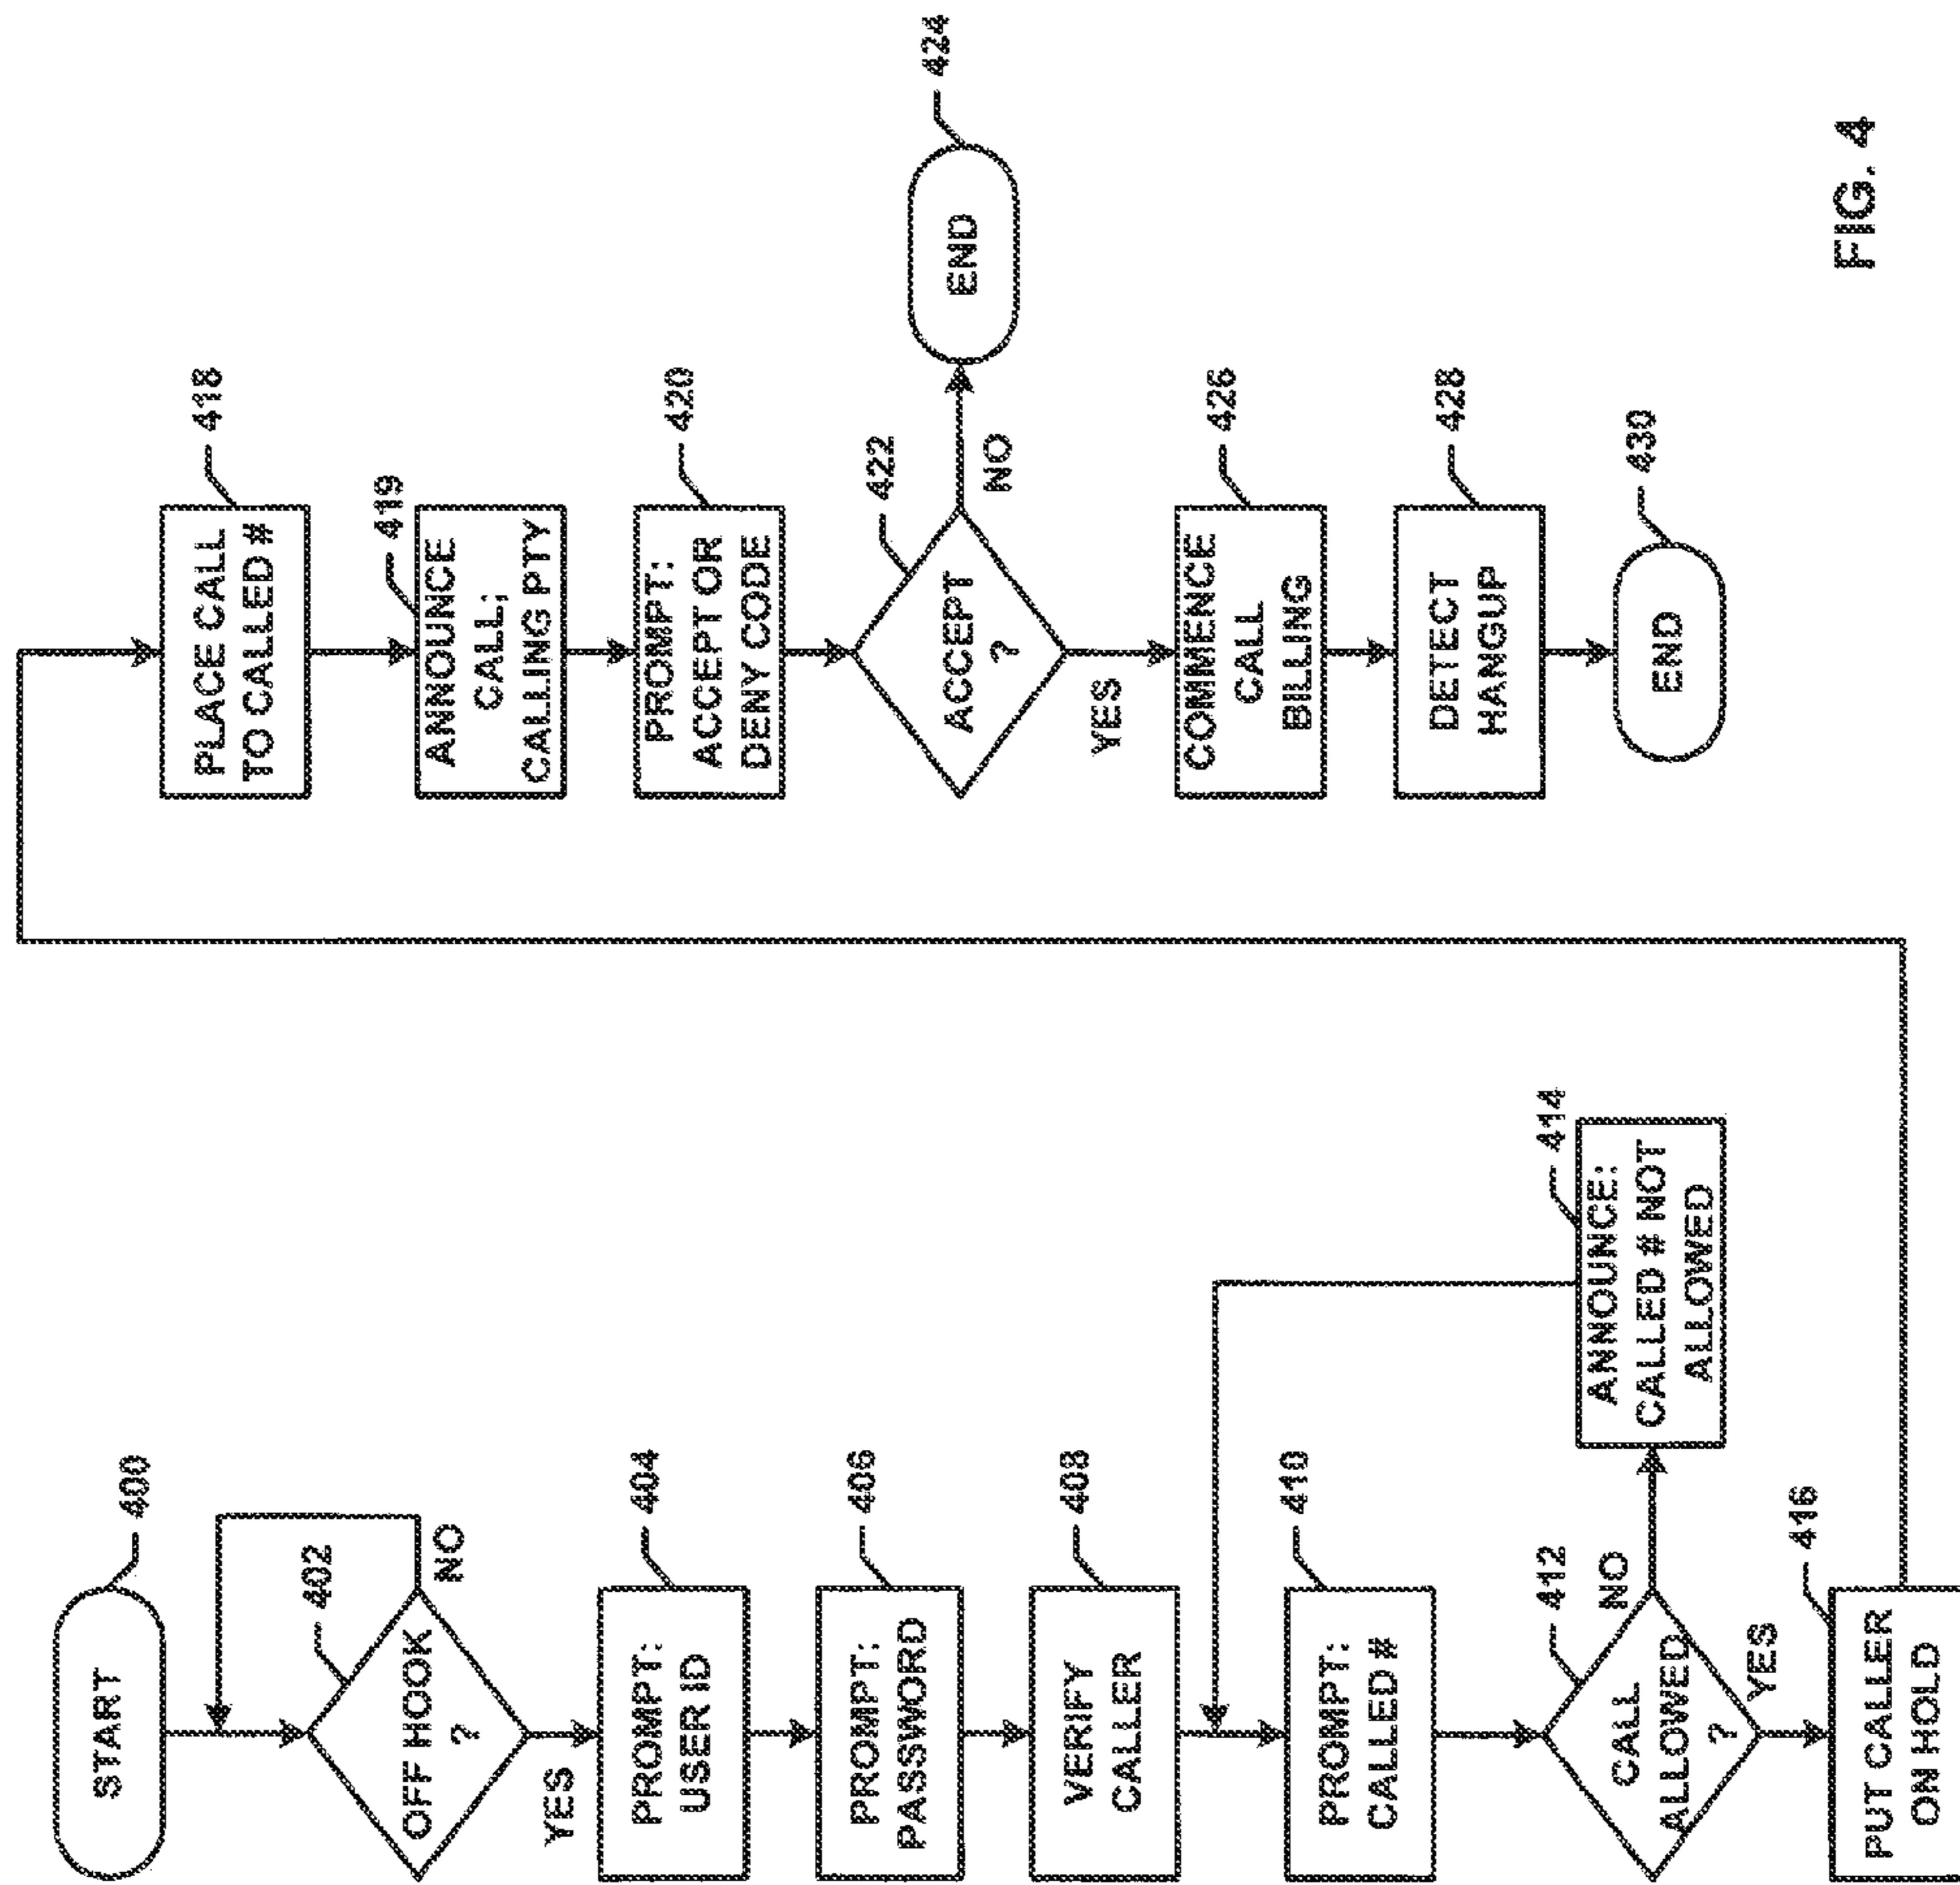 START
400
OFF HOOK
?
402
NO
YES
PROMPT:
USER ID
404
PROMPT:
PASSWORD
406
VERIFY
CALLER
408
PROMPT:
CALLED #
410
CALL
ALLOWED
?
412
NO
ANNOUNCE:
CALLED # NOT
ALLOWED
414
YES
PUT CALLER
ON HOLD
416
PLACE CALL
TO CALLED #
418
ANNOUNCE
CALL;
CALLING PTY
419
PROMPT:
ACCEPT OR
DENY CODE
420
ACCEPT
?
422
NO
END
424
YES
COMMENCE
CALL
BILLING
426
DETECT
HANGUP
428
END
430
FIG. 4